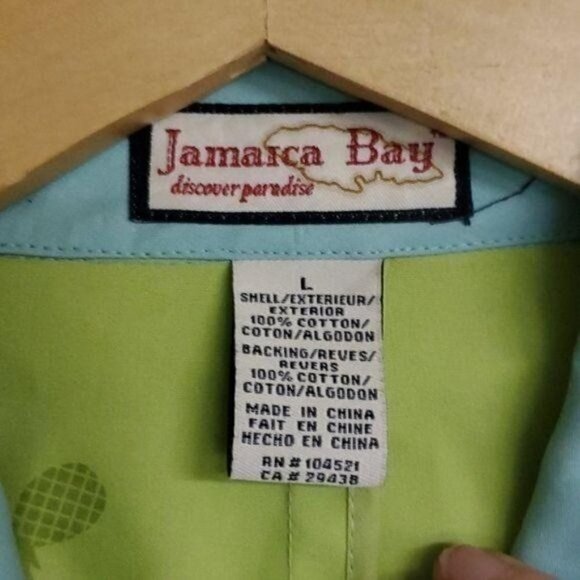 Jamaica Bay
discover paradise
L
SHELL/EXTERIEUR/
EXTERIOR
100% COTTON/
COTON/ALGODON
BACKING/REVES/
REVERS
100% COTTON/
COTON/ALGODON
MADE IN CHINA
FAIT EN CHINE
HECHO EN CHINA
RN # 104521
CA # 29438